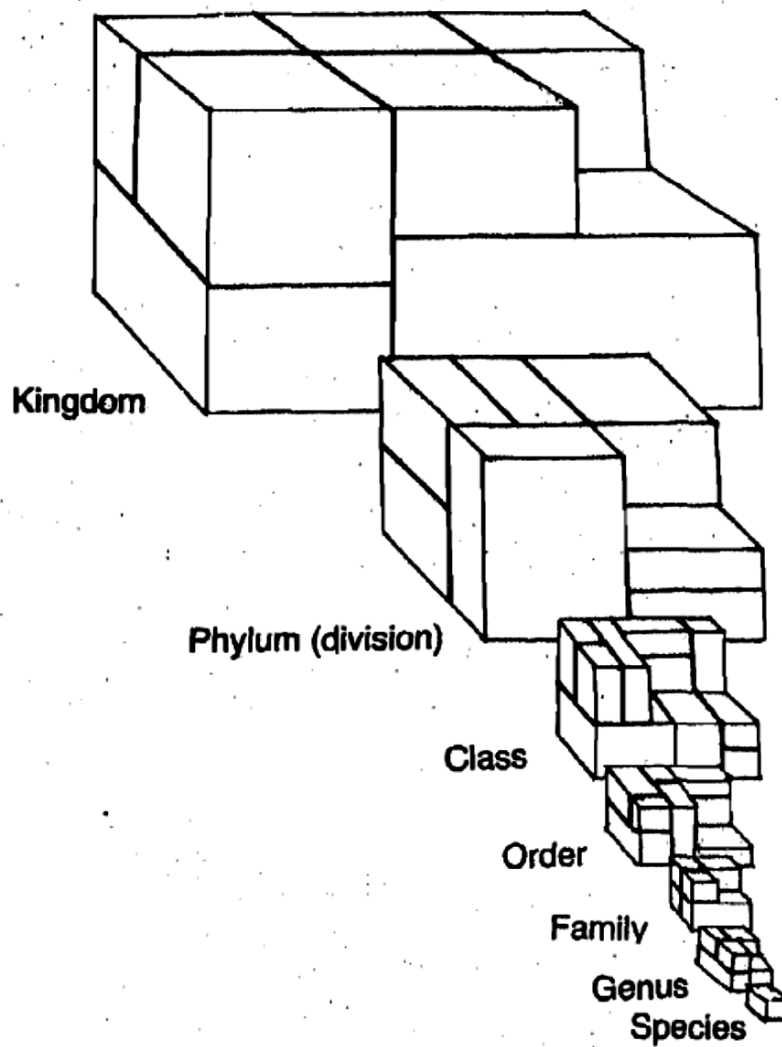 Kingdom
Phylum (division)
Class
Order
Family
Genus
Species